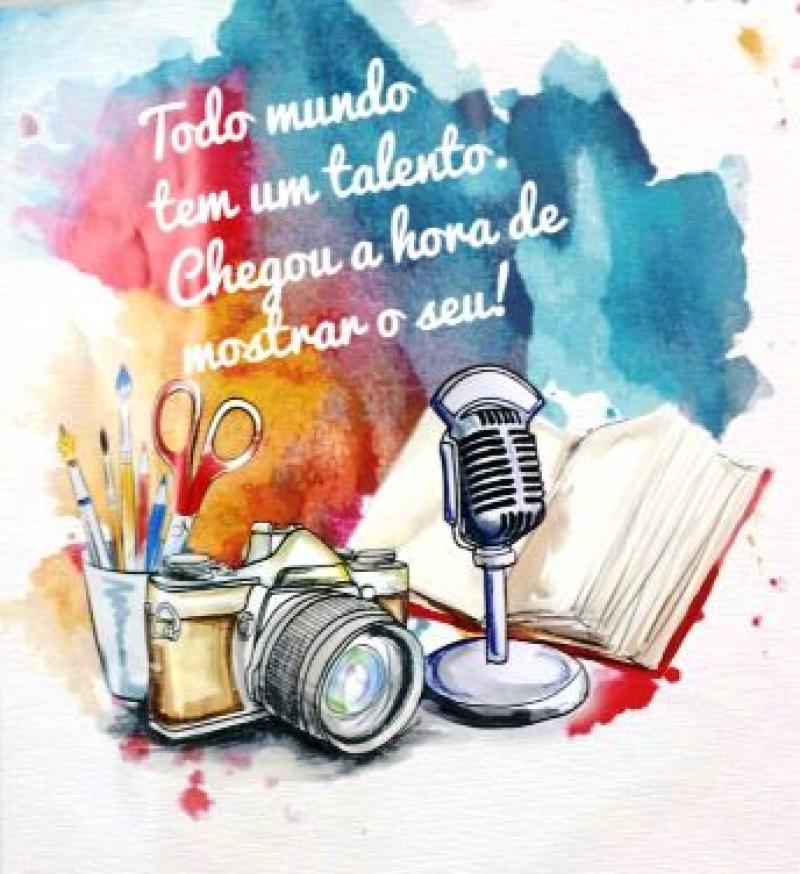 Todo mundo
tem um talento.
Chegou a hora de
mostrar o seu!